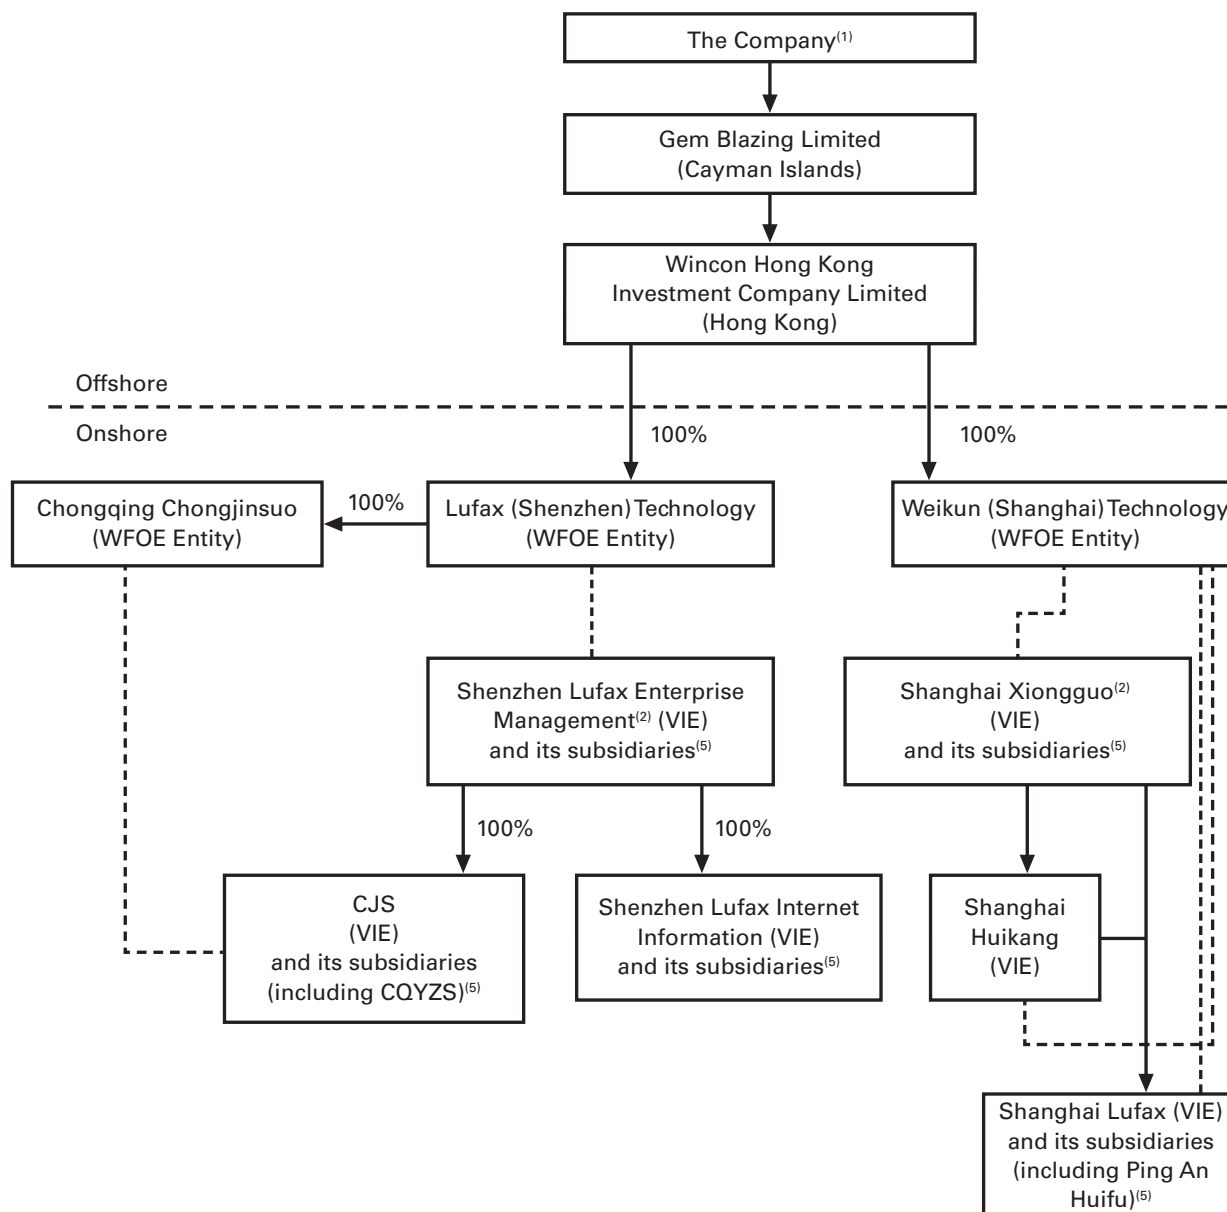 The Company(1)
Gem Blazing Limited
(Cayman Islands)
Wincon Hong Kong
Investment Company Limited
(Hong Kong)
Offshore
Onshore
100%
100%
Chongqing Chongjinsuo
(WFOE Entity)
100%
Lufax (Shenzhen) Technology
(WFOE Entity)
Weikun (Shanghai) Technology
(WFOE Entity)
Shenzhen Lufax Enterprise
Management(2) (VIE)
and its subsidiaries(5)
Shanghai Xiongguo(2)
(VIE)
and its subsidiaries(5)
100%
100%
CJS
(VIE)
and its subsidiaries
(including CQYZS)(5)
Shenzhen Lufax Internet
Information (VIE)
and its subsidiaries(5)
Shanghai
Huikang
(VIE)
Shanghai Lufax (VIE)
and its subsidiaries
(including Ping An
Huifu)(5)